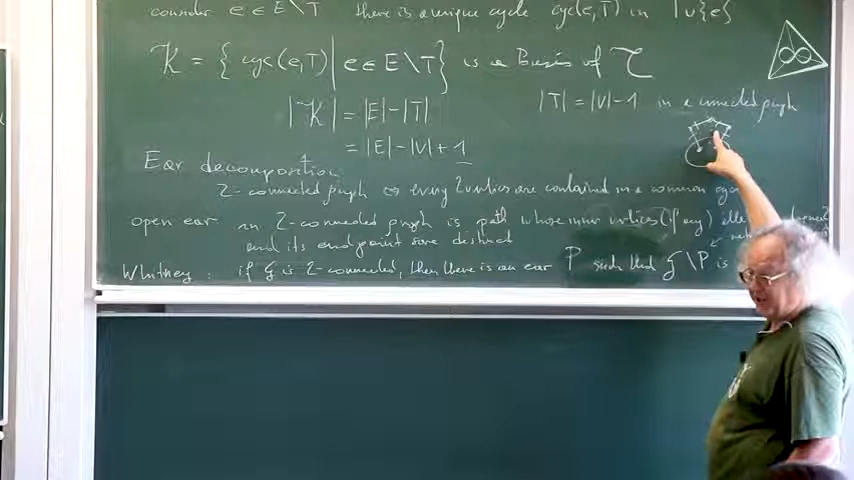 consider e ∈ E∖T there is a unique cycle cyc(e,T) in T∪{e}
K = { cyc(e,T) | e ∈ E∖T } is a Basis of C
|K| = |E|-|T| |T| = |V|-1 in a connected graph
= |E|-|V|+1
Ear decomposition
2-connected graph ⇔ every 2 vertices are contained in a common
open ear in 2-connected graph is path whose inner vertices (if any)
and its endpoints are distinct
Whitney: if G is 2-connected, then there is an ear P such that G∖P is